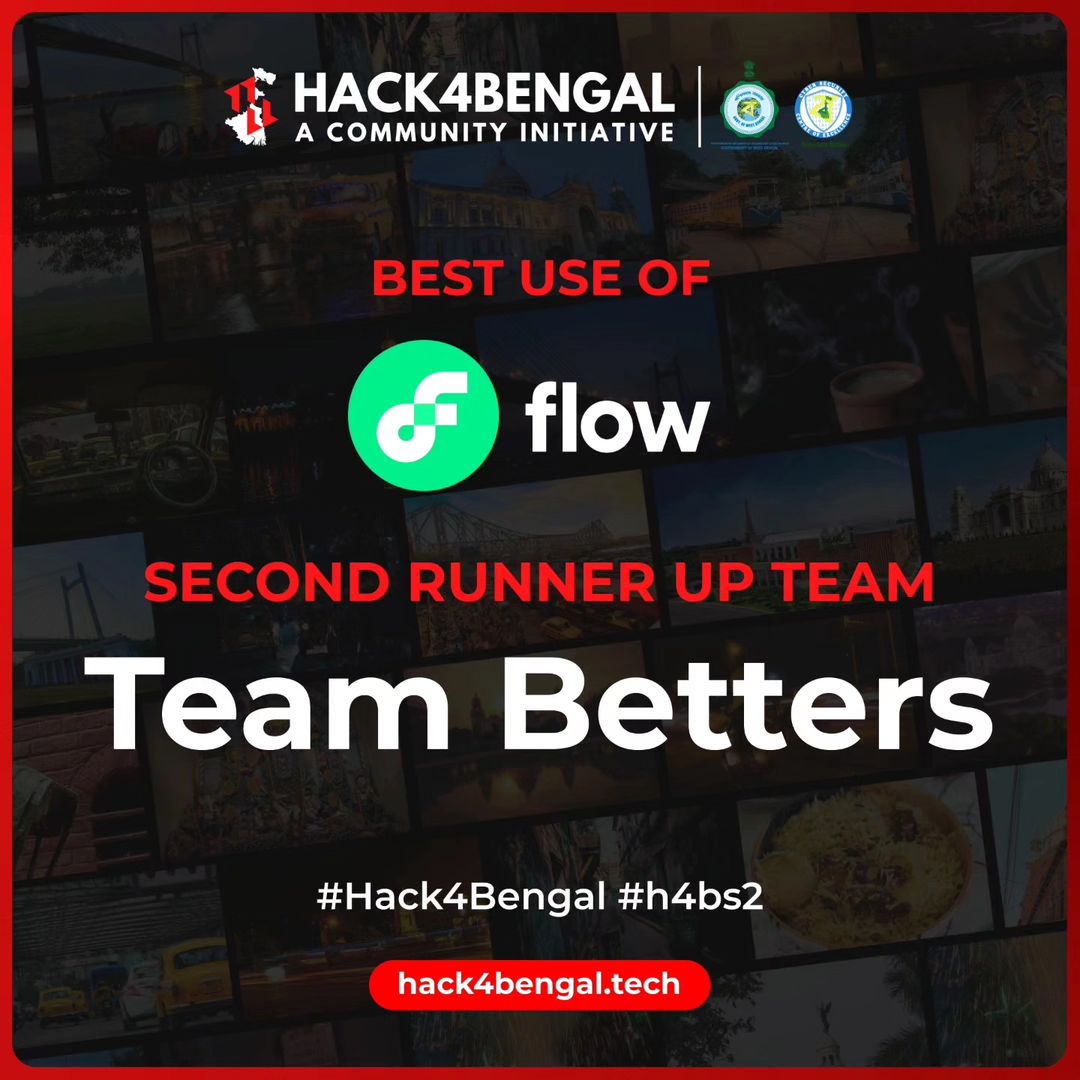 HACK4BENGAL
A COMMUNITY INITIATIVE
BEST USE OF
flow
SECOND RUNNER UP TEAM
Team Betters
#Hack4Bengal #h4bs2
hack4bengal.tech